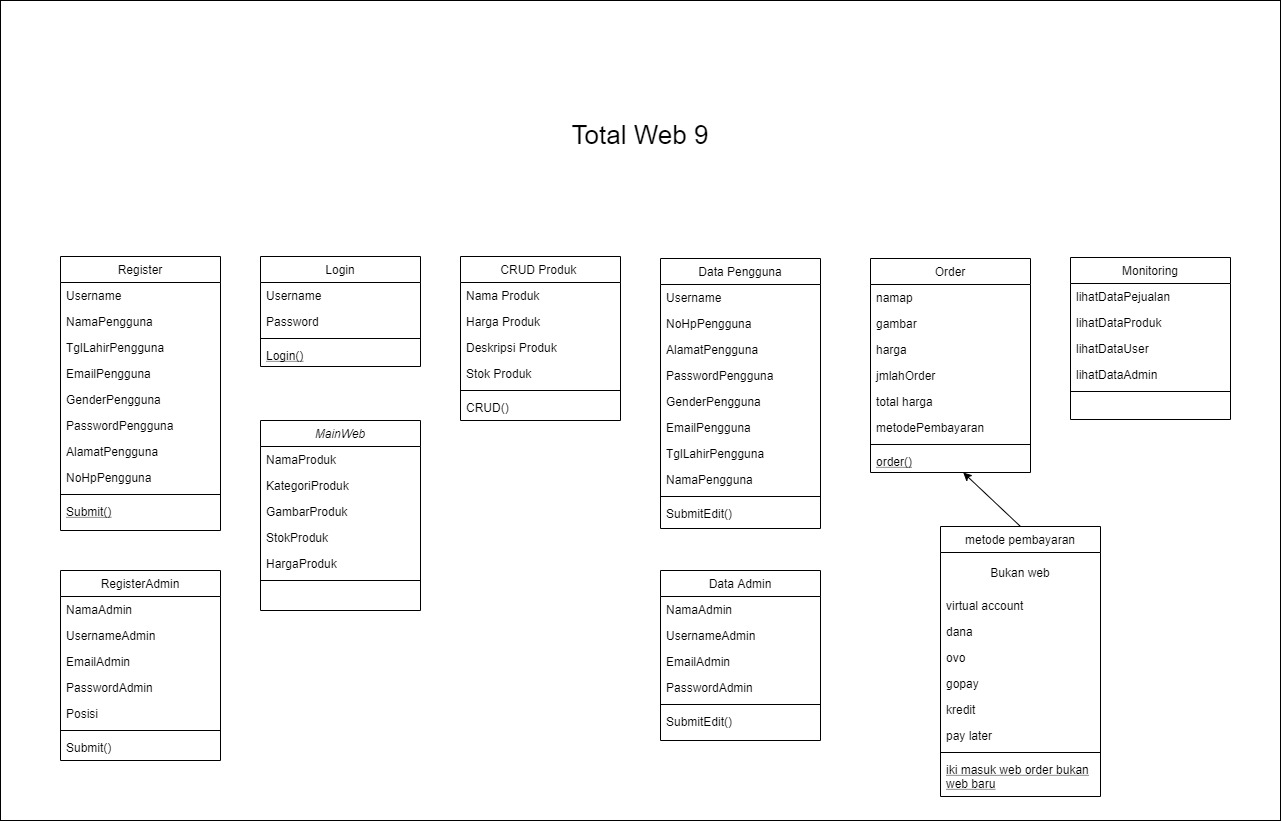 Total Web 9
Register
Username
NamaPengguna
TglLahirPengguna
EmailPengguna
GenderPengguna
PasswordPengguna
AlamatPengguna
NoHpPengguna
Submit()
RegisterAdmin
NamaAdmin
UsernameAdmin
EmailAdmin
PasswordAdmin
Posisi
Submit()
Login
Username
Password
Login()
MainWeb
NamaProduk
KategoriProduk
GambarProduk
StokProduk
HargaProduk
CRUD Produk
Nama Produk
Harga Produk
Deskripsi Produk
Stok Produk
CRUD()
Data Pengguna
Username
NoHpPengguna
AlamatPengguna
PasswordPengguna
GenderPengguna
EmailPengguna
TglLahirPengguna
NamaPengguna
SubmitEdit()
Data Admin
NamaAdmin
UsernameAdmin
EmailAdmin
PasswordAdmin
SubmitEdit()
Order
namap
gambar
harga
jmlahOrder
total harga
metodePembayaran
order()
metode pembayaran
Bukan web
virtual account
dana
ovo
gopay
kredit
pay later
iki masuk web order bukan
web baru
Monitoring
lihatDataPejualan
lihatDataProduk
lihatDataUser
lihatDataAdmin